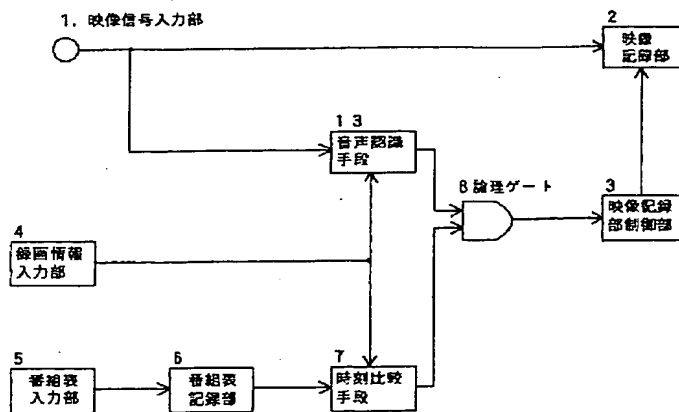 1. 映像信号入力部
2
映像
記録部
13
音声認識
手段
8論理ゲート
3
映像記録
部制御部
4
録画情報
入力部
5
番組表
入力部
6
番組表
記録部
7
時刻比較
手段